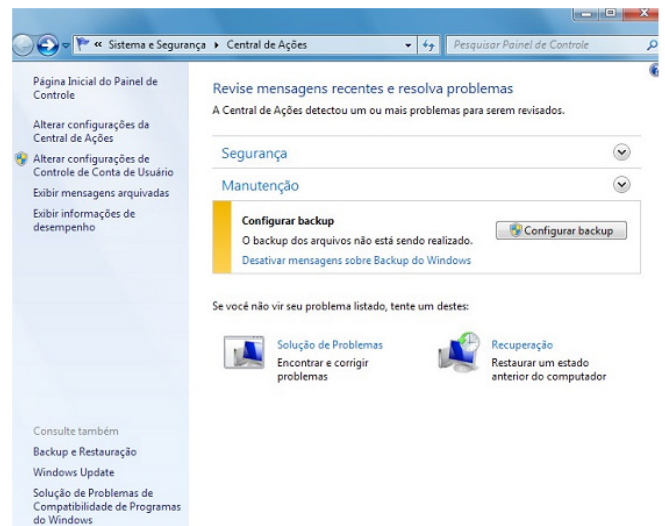 « Sistema e Segurança ▸ Central de Ações
Pesquisar Painel de Controle
Página Inicial do Painel de
Controle
Alterar configurações da
Central de Ações
Alterar configurações de
Controle de Conta de Usuário
Exibir mensagens arquivadas
Exibir informações de
desempenho
Revise mensagens recentes e resolva problemas
A Central de Ações detectou um ou mais problemas para serem revisados.
Segurança
Manutenção
Configurar backup
O backup dos arquivos não está sendo realizado.
Configurar backup
Desativar mensagens sobre Backup do Windows
Se você não vir seu problema listado, tente um destes:
Solução de Problemas
Encontrar e corrigir
problemas
Recuperação
Restaurar um estado
anterior do computador
Consulte também
Backup e Restauração
Windows Update
Solução de Problemas de
Compatibilidade de Programas
do Windows